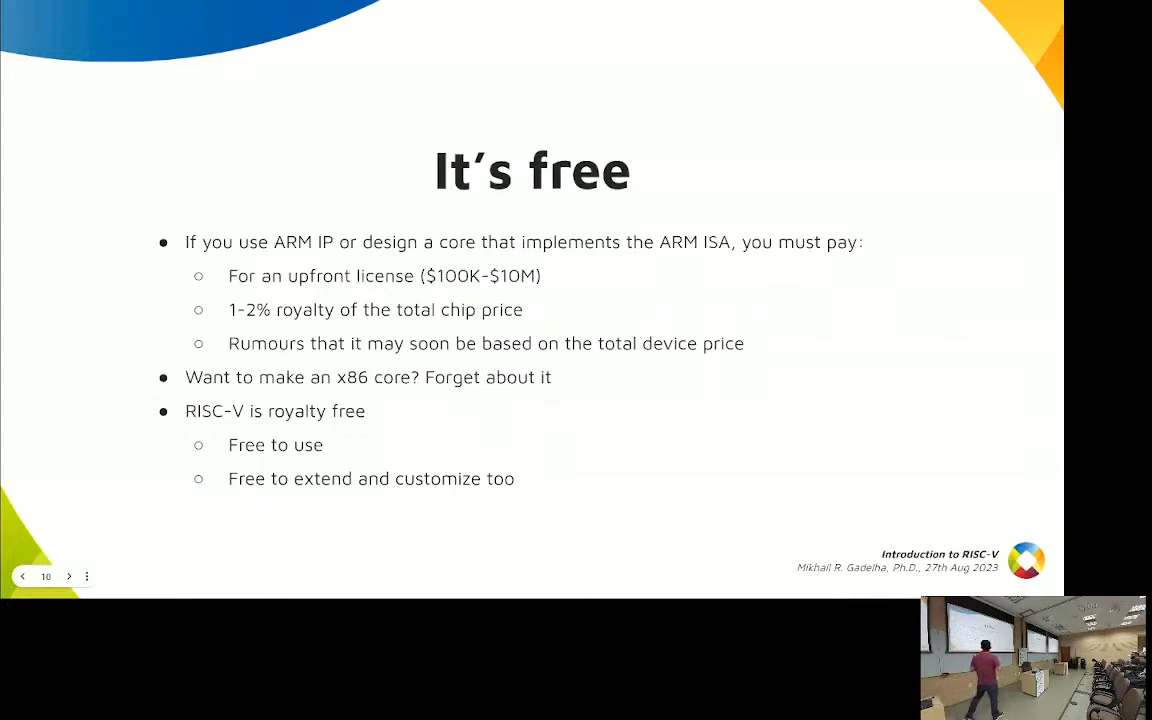 It's free
● If you use ARM IP or design a core that implements the ARM ISA, you must pay:
○ For an upfront license ($100K-$10M)
○ 1-2% royalty of the total chip price
○ Rumours that it may soon be based on the total device price
● Want to make an x86 core? Forget about it
● RISC-V is royalty free
○ Free to use
○ Free to extend and customize too
Introduction to RISC-V
Mikhail R. Gadelha, Ph.D., 27th Aug 2023
10